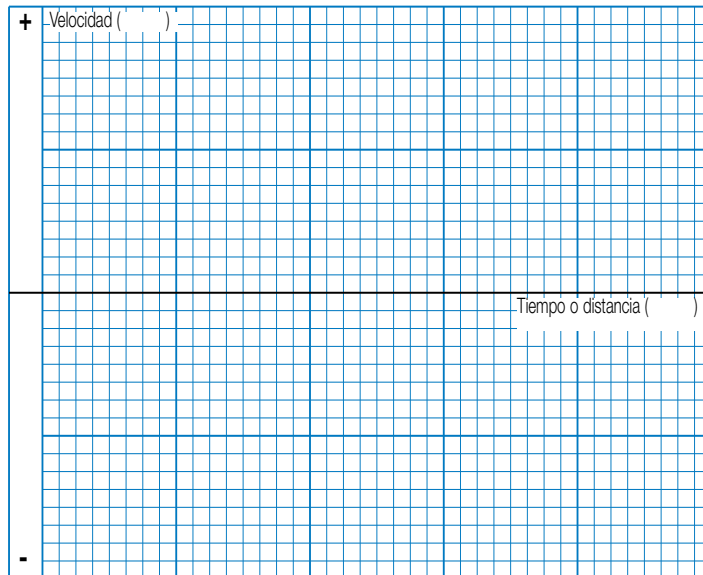 + Velocidad ( )
Tiempo o distancia ( )
-